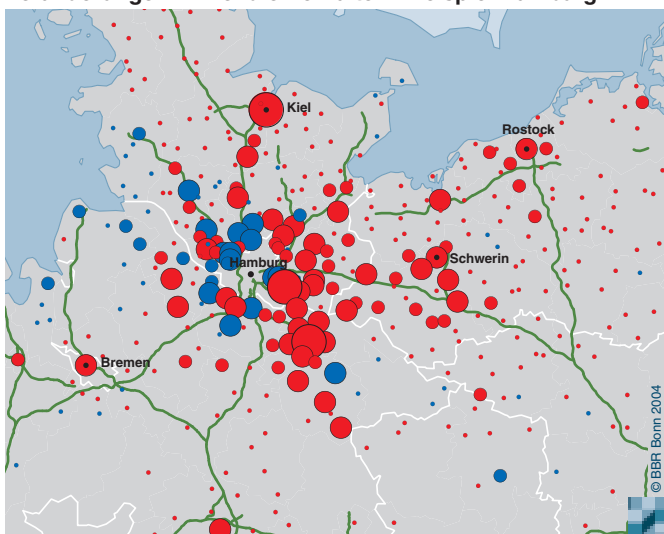 Kiel
Rostock
Hamburg
Schwerin
Bremen
© BBR Bonn 2004